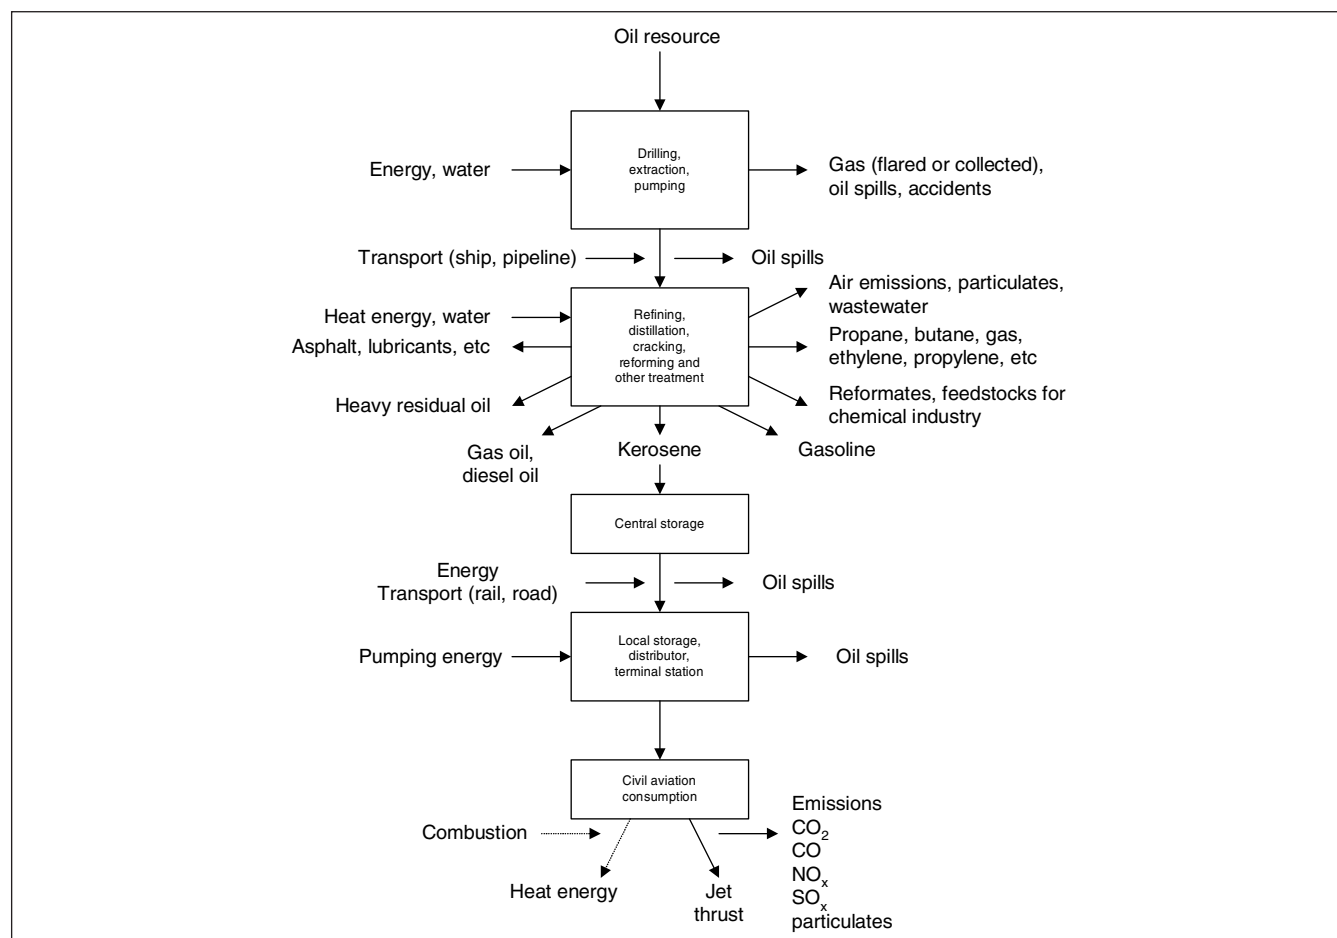 Oil resource
Energy, water
Drilling,
extraction,
pumping
Gas (flared or collected),
oil spills, accidents
Transport (ship, pipeline)
Oil spills
Heat energy, water
Asphalt, lubricants, etc
Heavy residual oil
Refining,
distillation,
cracking,
reforming and
other treatment
Air emissions, particulates,
wastewater
Propane, butane, gas,
ethylene, propylene, etc
Reformates, feedstocks for
chemical industry
Gas oil,
diesel oil
Kerosene
Gasoline
Central storage
Energy
Transport (rail, road)
Oil spills
Pumping energy
Local storage,
distributor,
terminal station
Oil spills
Civil aviation
consumption
Combustion
Heat energy
Jet
thrust
Emissions
CO₂
CO
NOₓ
SOₓ
particulates